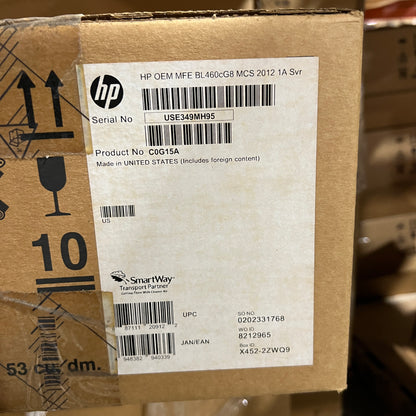 hp
HP OEM MFE BL460cG8 MCS 2012 1A Svr
Serial No
USE349MH95
Product No C0G15A
Made in UNITED STATES (Includes foreign content)
US
SmartWay
Transport Partner
UPC
SO NO.
0202331768
WO ID
8212965
JAN/EAN
Box ID:
X452-2ZWQ9
10
53 cu. dm.